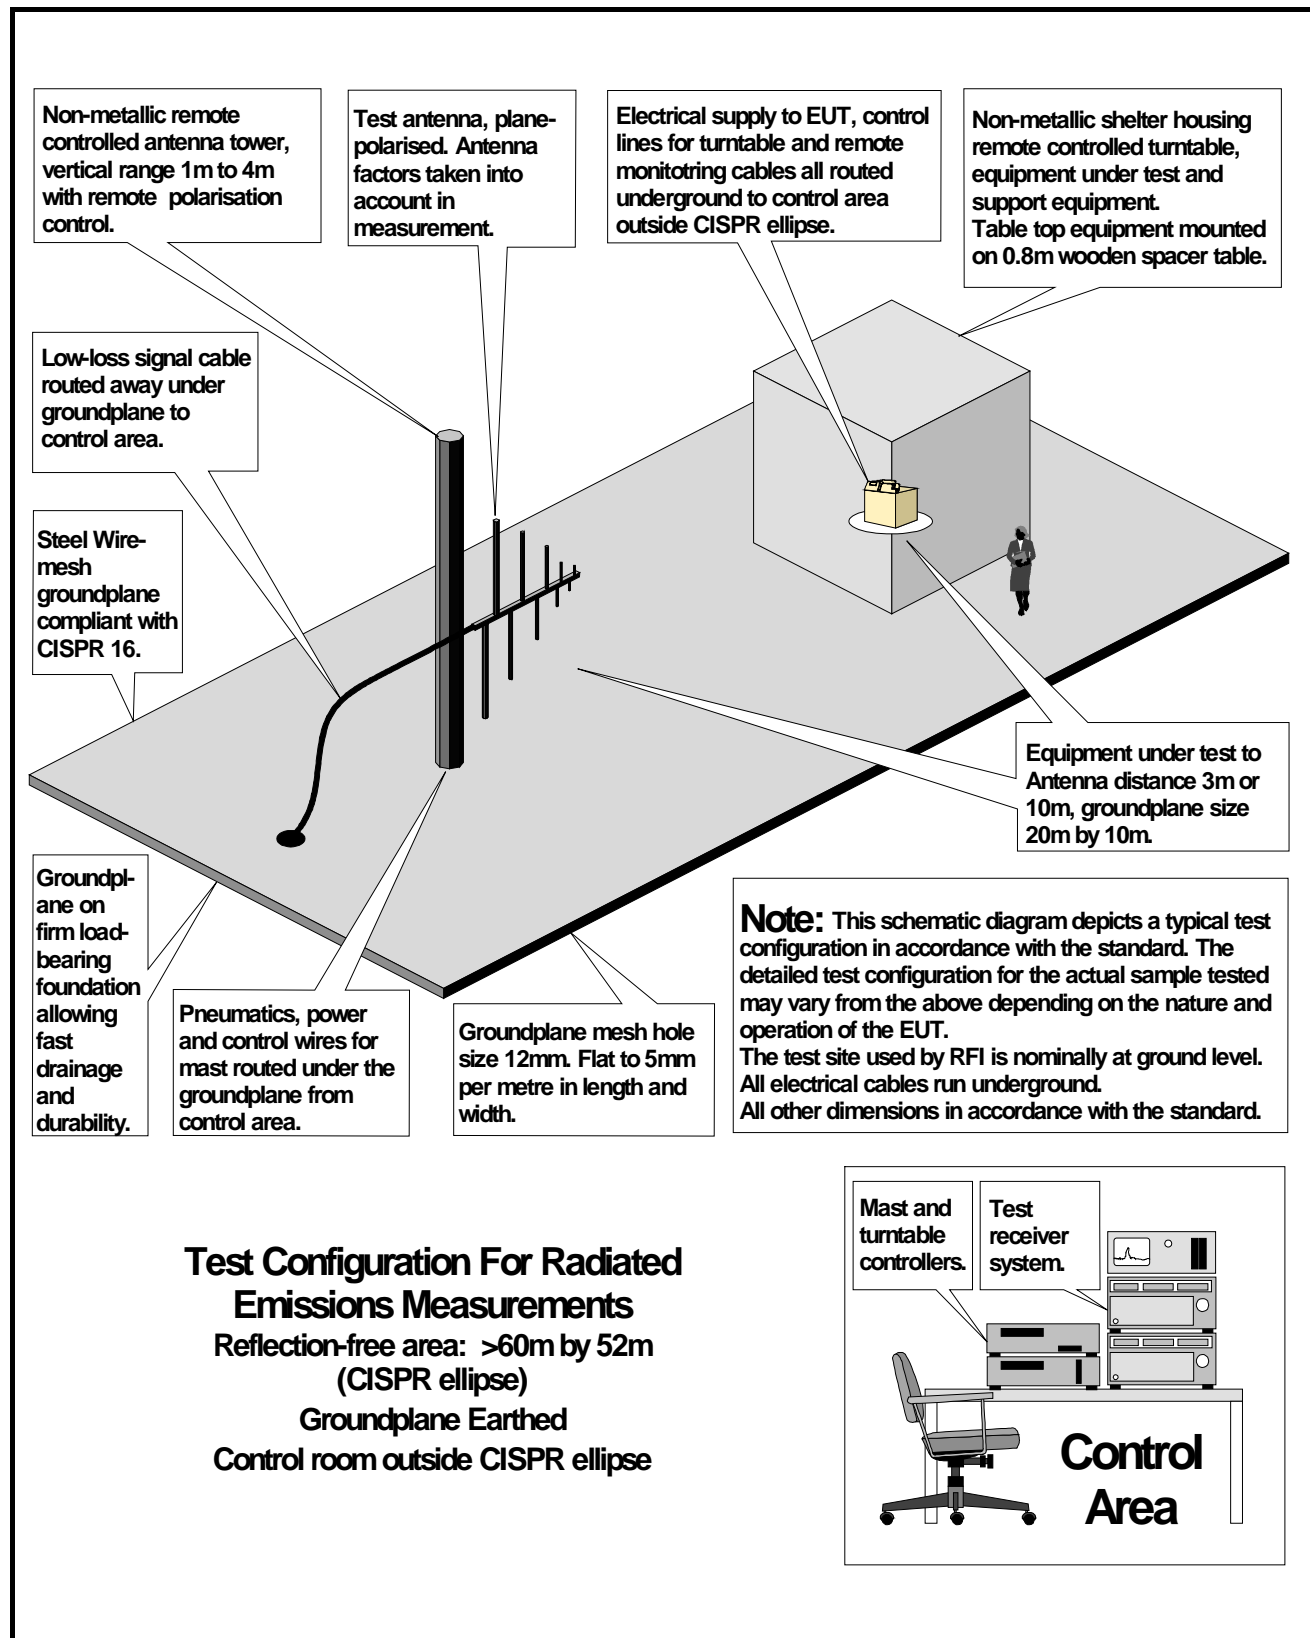 Non-metallic remote
controlled antenna tower,
vertical range 1m to 4m
with remote polarisation
control.
Test antenna, plane-
polarised. Antenna
factors taken into
account in
measurement.
Electrical supply to EUT, control
lines for turntable and remote
monitotring cables all routed
underground to control area
outside CISPR ellipse.
Non-metallic shelter housing
remote controlled turntable,
equipment under test and
support equipment.
Table top equipment mounted
on 0.8m wooden spacer table.
Low-loss signal cable
routed away under
groundplane to
control area.
Steel Wire-
mesh
groundplane
compliant with
CISPR 16.
Equipment under test to
Antenna distance 3m or
10m, groundplane size
20m by 10m.
Groundpl-
ane on
firm load-
bearing
foundation
allowing
fast
drainage
and
durability.
Pneumatics, power
and control wires for
mast routed under the
groundplane from
control area.
Groundplane mesh hole
size 12mm. Flat to 5mm
per metre in length and
width.
Note: This schematic diagram depicts a typical test
configuration in accordance with the standard. The
detailed test configuration for the actual sample tested
may vary from the above depending on the nature and
operation of the EUT.
The test site used by RFI is nominally at ground level.
All electrical cables run underground.
All other dimensions in accordance with the standard.
Test Configuration For Radiated
Emissions Measurements
Reflection-free area: >60m by 52m
(CISPR ellipse)
Groundplane Earthed
Control room outside CISPR ellipse
Mast and
turntable
controllers.
Test
receiver
system.
Control
Area